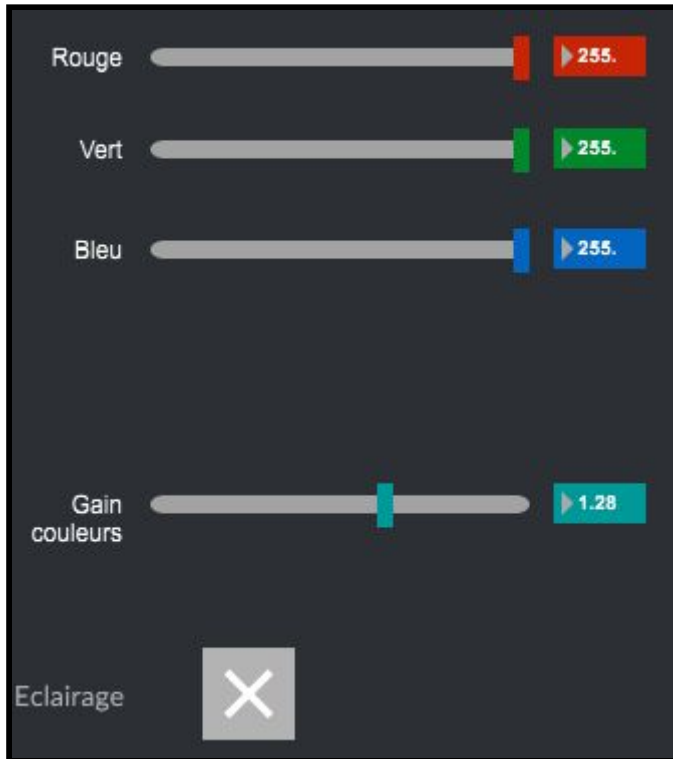 Rouge 255.
Vert 255.
Bleu 255.
Gain 1.28
couleurs
Eclairage